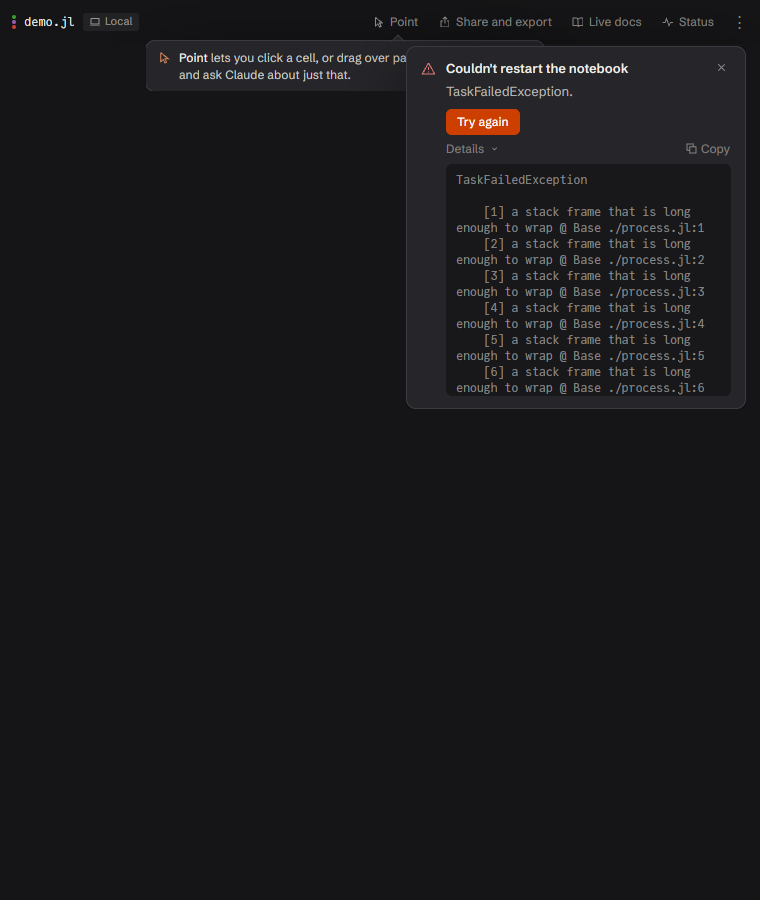 demo.jl Local Point Share and export Live docs Status
Point lets you click a cell, or drag over
and ask Claude about just that.
Couldn't restart the notebook
TaskFailedException.
Try again
Details Copy
TaskFailedException
[1] a stack frame that is long
enough to wrap @ Base ./process.jl:1
[2] a stack frame that is long
enough to wrap @ Base ./process.jl:2
[3] a stack frame that is long
enough to wrap @ Base ./process.jl:3
[4] a stack frame that is long
enough to wrap @ Base ./process.jl:4
[5] a stack frame that is long
enough to wrap @ Base ./process.jl:5
[6] a stack frame that is long
enough to wrap @ Base ./process.jl:6